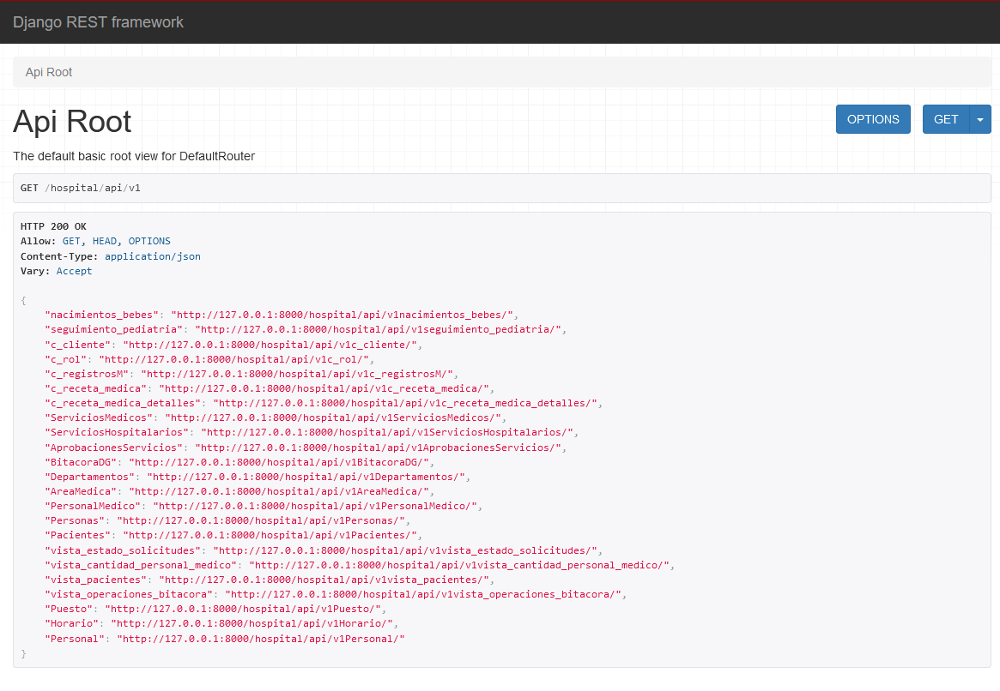 Django REST framework
Api Root
Api Root
OPTIONS
GET
The default basic root view for DefaultRouter
GET /hospital/api/v1
HTTP 200 OK
Allow: GET, HEAD, OPTIONS
Content-Type: application/json
Vary: Accept
{
"nacimientos_bebes": "http://127.0.0.1:8000/hospital/api/v1nacimientos_bebes/",
"seguimiento_pediatria": "http://127.0.0.1:8000/hospital/api/v1seguimiento_pediatria/",
"c_cliente": "http://127.0.0.1:8000/hospital/api/v1c_cliente/",
"c_rol": "http://127.0.0.1:8000/hospital/api/v1c_rol/",
"c_registrosM": "http://127.0.0.1:8000/hospital/api/v1c_registrosM/",
"c_receta_medica": "http://127.0.0.1:8000/hospital/api/v1c_receta_medica/",
"c_receta_medica_detalles": "http://127.0.0.1:8000/hospital/api/v1c_receta_medica_detalles/",
"ServiciosMedicos": "http://127.0.0.1:8000/hospital/api/v1ServiciosMedicos/",
"ServiciosHospitalarios": "http://127.0.0.1:8000/hospital/api/v1ServiciosHospitalarios/",
"AprobacionesServicios": "http://127.0.0.1:8000/hospital/api/v1AprobacionesServicios/",
"BitacoraDG": "http://127.0.0.1:8000/hospital/api/v1BitacoraDG/",
"Departamentos": "http://127.0.0.1:8000/hospital/api/v1Departamentos/",
"AreaMedica": "http://127.0.0.1:8000/hospital/api/v1AreaMedica/",
"PersonalMedico": "http://127.0.0.1:8000/hospital/api/v1PersonalMedico/",
"Personas": "http://127.0.0.1:8000/hospital/api/v1Personas/",
"Pacientes": "http://127.0.0.1:8000/hospital/api/v1Pacientes/",
"vista_estado_solicitudes": "http://127.0.0.1:8000/hospital/api/v1vista_estado_solicitudes/",
"vista_cantidad_personal_medico": "http://127.0.0.1:8000/hospital/api/v1vista_cantidad_personal_medico/",
"vista_pacientes": "http://127.0.0.1:8000/hospital/api/v1vista_pacientes/",
"vista_operaciones_bitacora": "http://127.0.0.1:8000/hospital/api/v1vista_operaciones_bitacora/",
"Puesto": "http://127.0.0.1:8000/hospital/api/v1Puesto/",
"Horario": "http://127.0.0.1:8000/hospital/api/v1Horario/",
"Personal": "http://127.0.0.1:8000/hospital/api/v1Personal/"
}